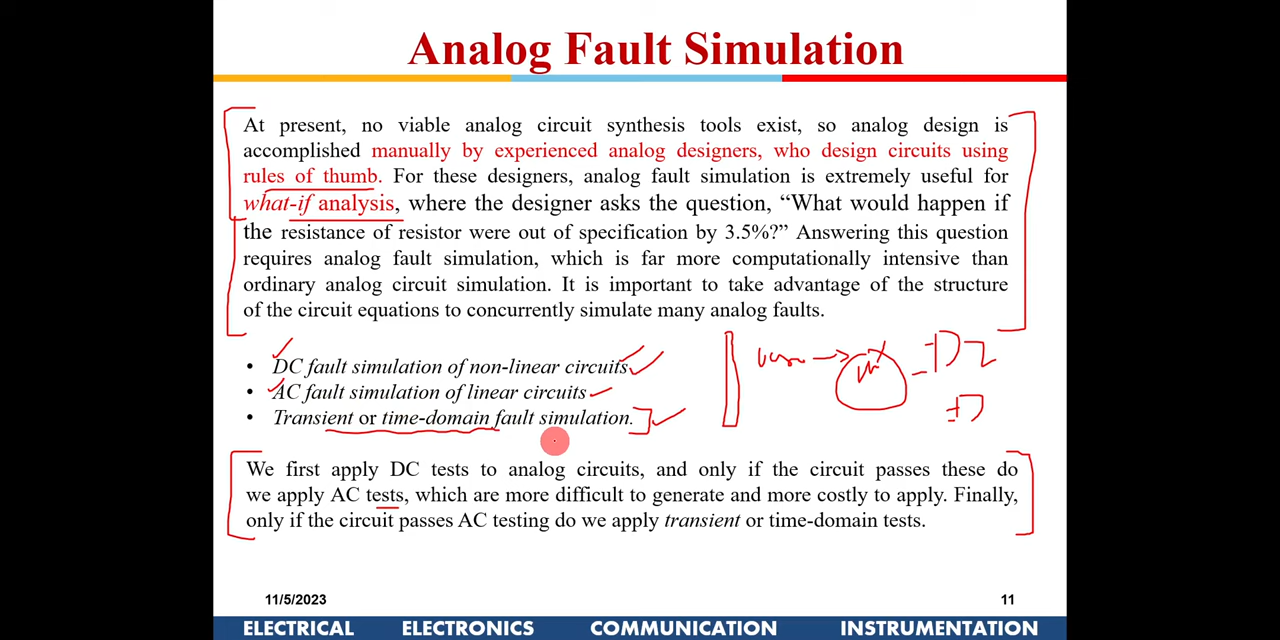 Analog Fault Simulation
At present, no viable analog circuit synthesis tools exist, so analog design is
accomplished manually by experienced analog designers, who design circuits using
rules of thumb. For these designers, analog fault simulation is extremely useful for
what-if analysis, where the designer asks the question, “What would happen if
the resistance of resistor were out of specification by 3.5%?” Answering this question
requires analog fault simulation, which is far more computationally intensive than
ordinary analog circuit simulation. It is important to take advantage of the structure
of the circuit equations to concurrently simulate many analog faults.
• DC fault simulation of non-linear circuits
• AC fault simulation of linear circuits
• Transient or time-domain fault simulation.
We first apply DC tests to analog circuits, and only if the circuit passes these do
we apply AC tests, which are more difficult to generate and more costly to apply. Finally,
only if the circuit passes AC testing do we apply transient or time-domain tests.
11/5/2023 11
ELECTRICAL ELECTRONICS COMMUNICATION INSTRUMENTATION